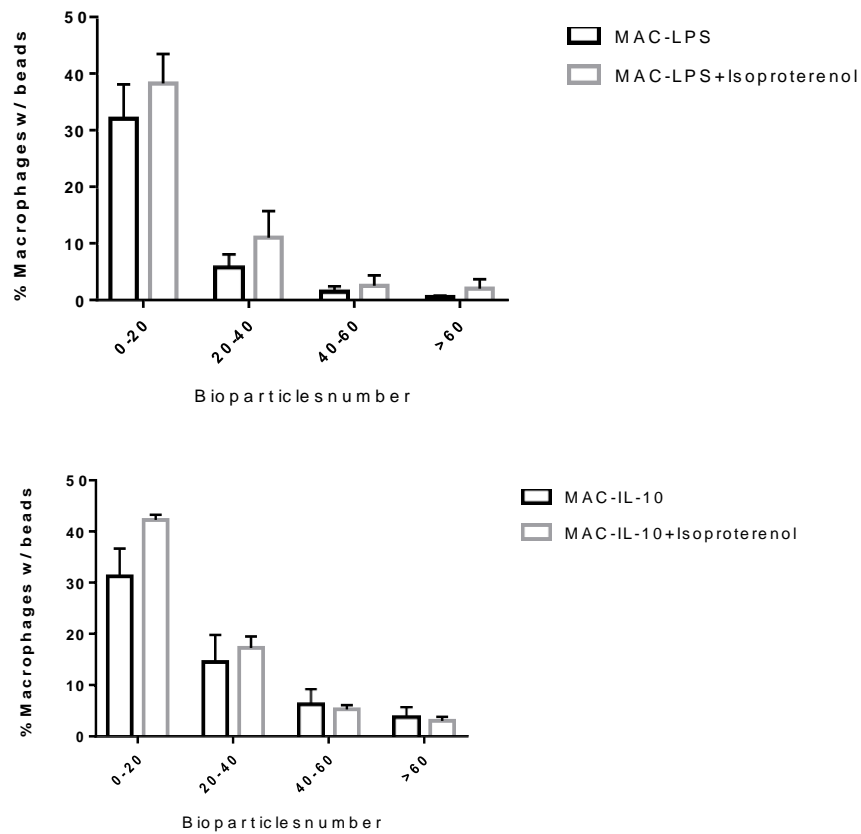 50
40
30
20
10
0
% Macrophages w/ beads
0-20
20-40
40-60
>60
Bioparticlesnumber
MAC-LPS
MAC-LPS+Isoproterenol
50
40
30
20
10
0
% Macrophages w/ beads
0-20
20-40
40-60
>60
Bioparticlesnumber
MAC-IL-10
MAC-IL-10+Isoproterenol